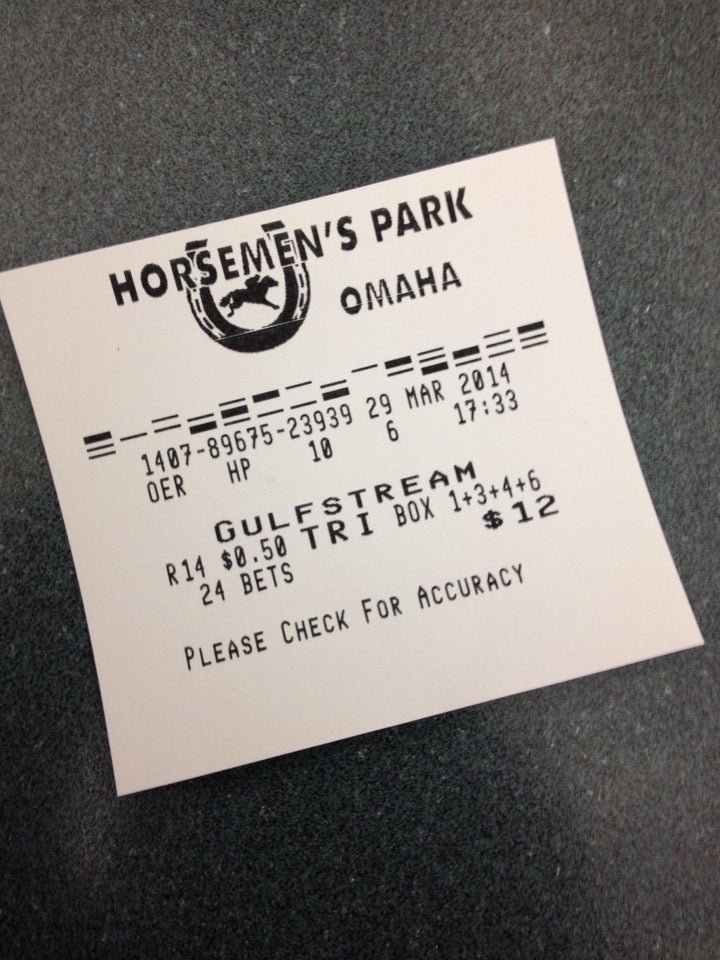 HORSEMEN'S PARK
OMAHA
1407-89675-23939 29 MAR 2014
OER HP 10 6 17:33
GULFSTREAM
R14 $0.50 TRI BOX 1+3+4+6
24 BETS $12
PLEASE CHECK FOR ACCURACY